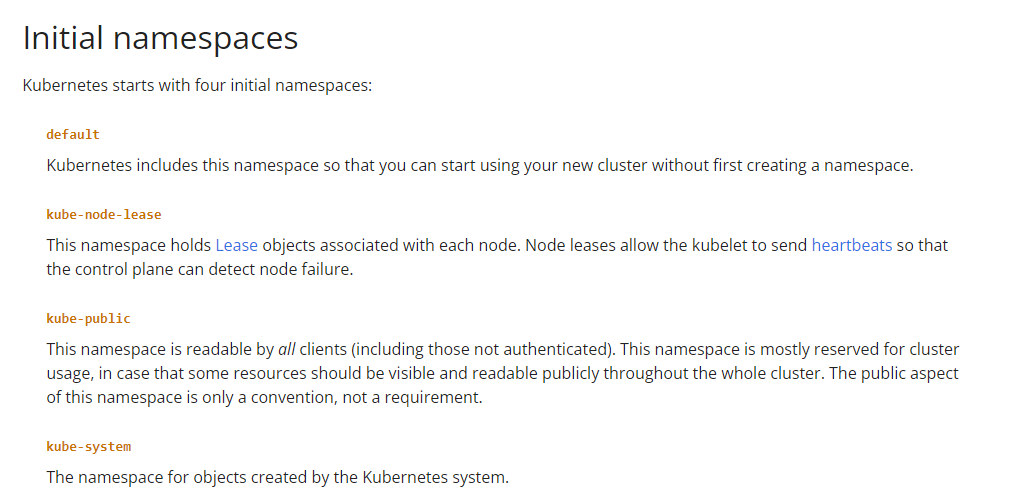 Initial namespaces
Kubernetes starts with four initial namespaces:
default
Kubernetes includes this namespace so that you can start using your new cluster without first creating a namespace.
kube-node-lease
This namespace holds Lease objects associated with each node. Node leases allow the kubelet to send heartbeats so that
the control plane can detect node failure.
kube-public
This namespace is readable by all clients (including those not authenticated). This namespace is mostly reserved for cluster
usage, in case that some resources should be visible and readable publicly throughout the whole cluster. The public aspect
of this namespace is only a convention, not a requirement.
kube-system
The namespace for objects created by the Kubernetes system.